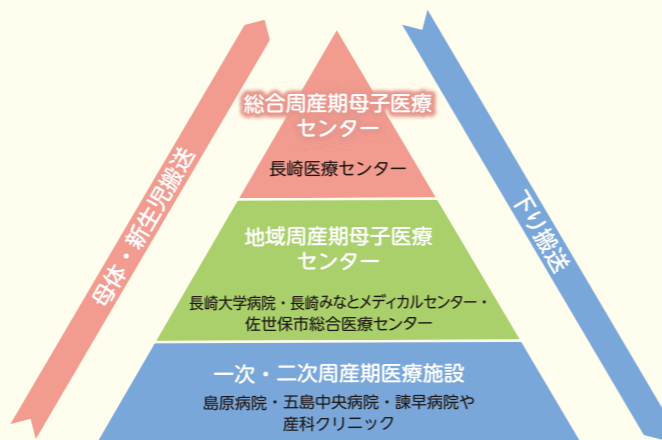 総合周産期母子医療
センター
長崎医療センター
母体・新生児搬送
下り搬送
地域周産期母子医療
センター
長崎大学病院・長崎みなとメディカルセンター・
佐世保市総合医療センター
一次・二次周産期医療施設
島原病院・五島中央病院・諫早病院や
産科クリニック